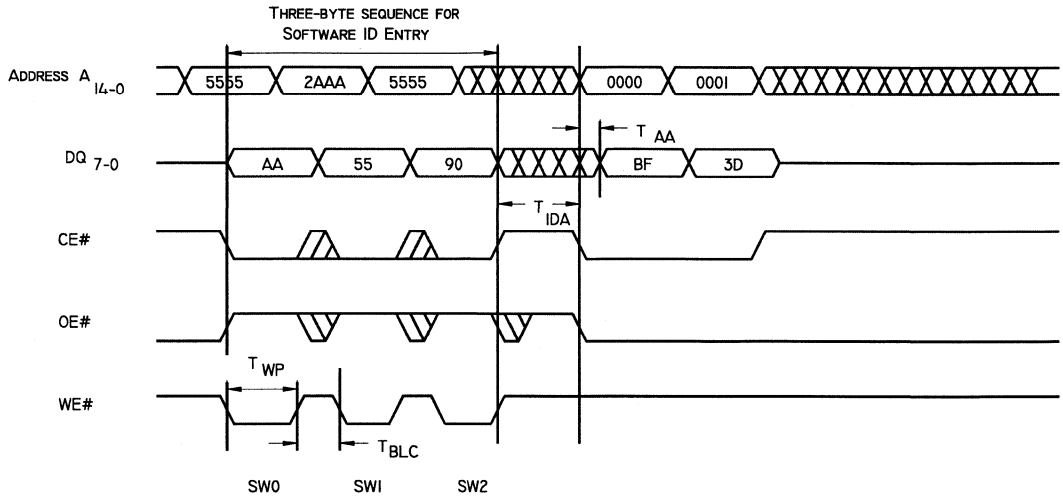 THREE-BYTE SEQUENCE FOR
SOFTWARE ID ENTRY
ADDRESS A 14-0
5555 2AAA 5555 0000 0001
T AA
DQ 7-0
AA 55 90 BF 3D
T IDA
CE#
OE#
T WP
WE#
T BLC
SW0 SW1 SW2